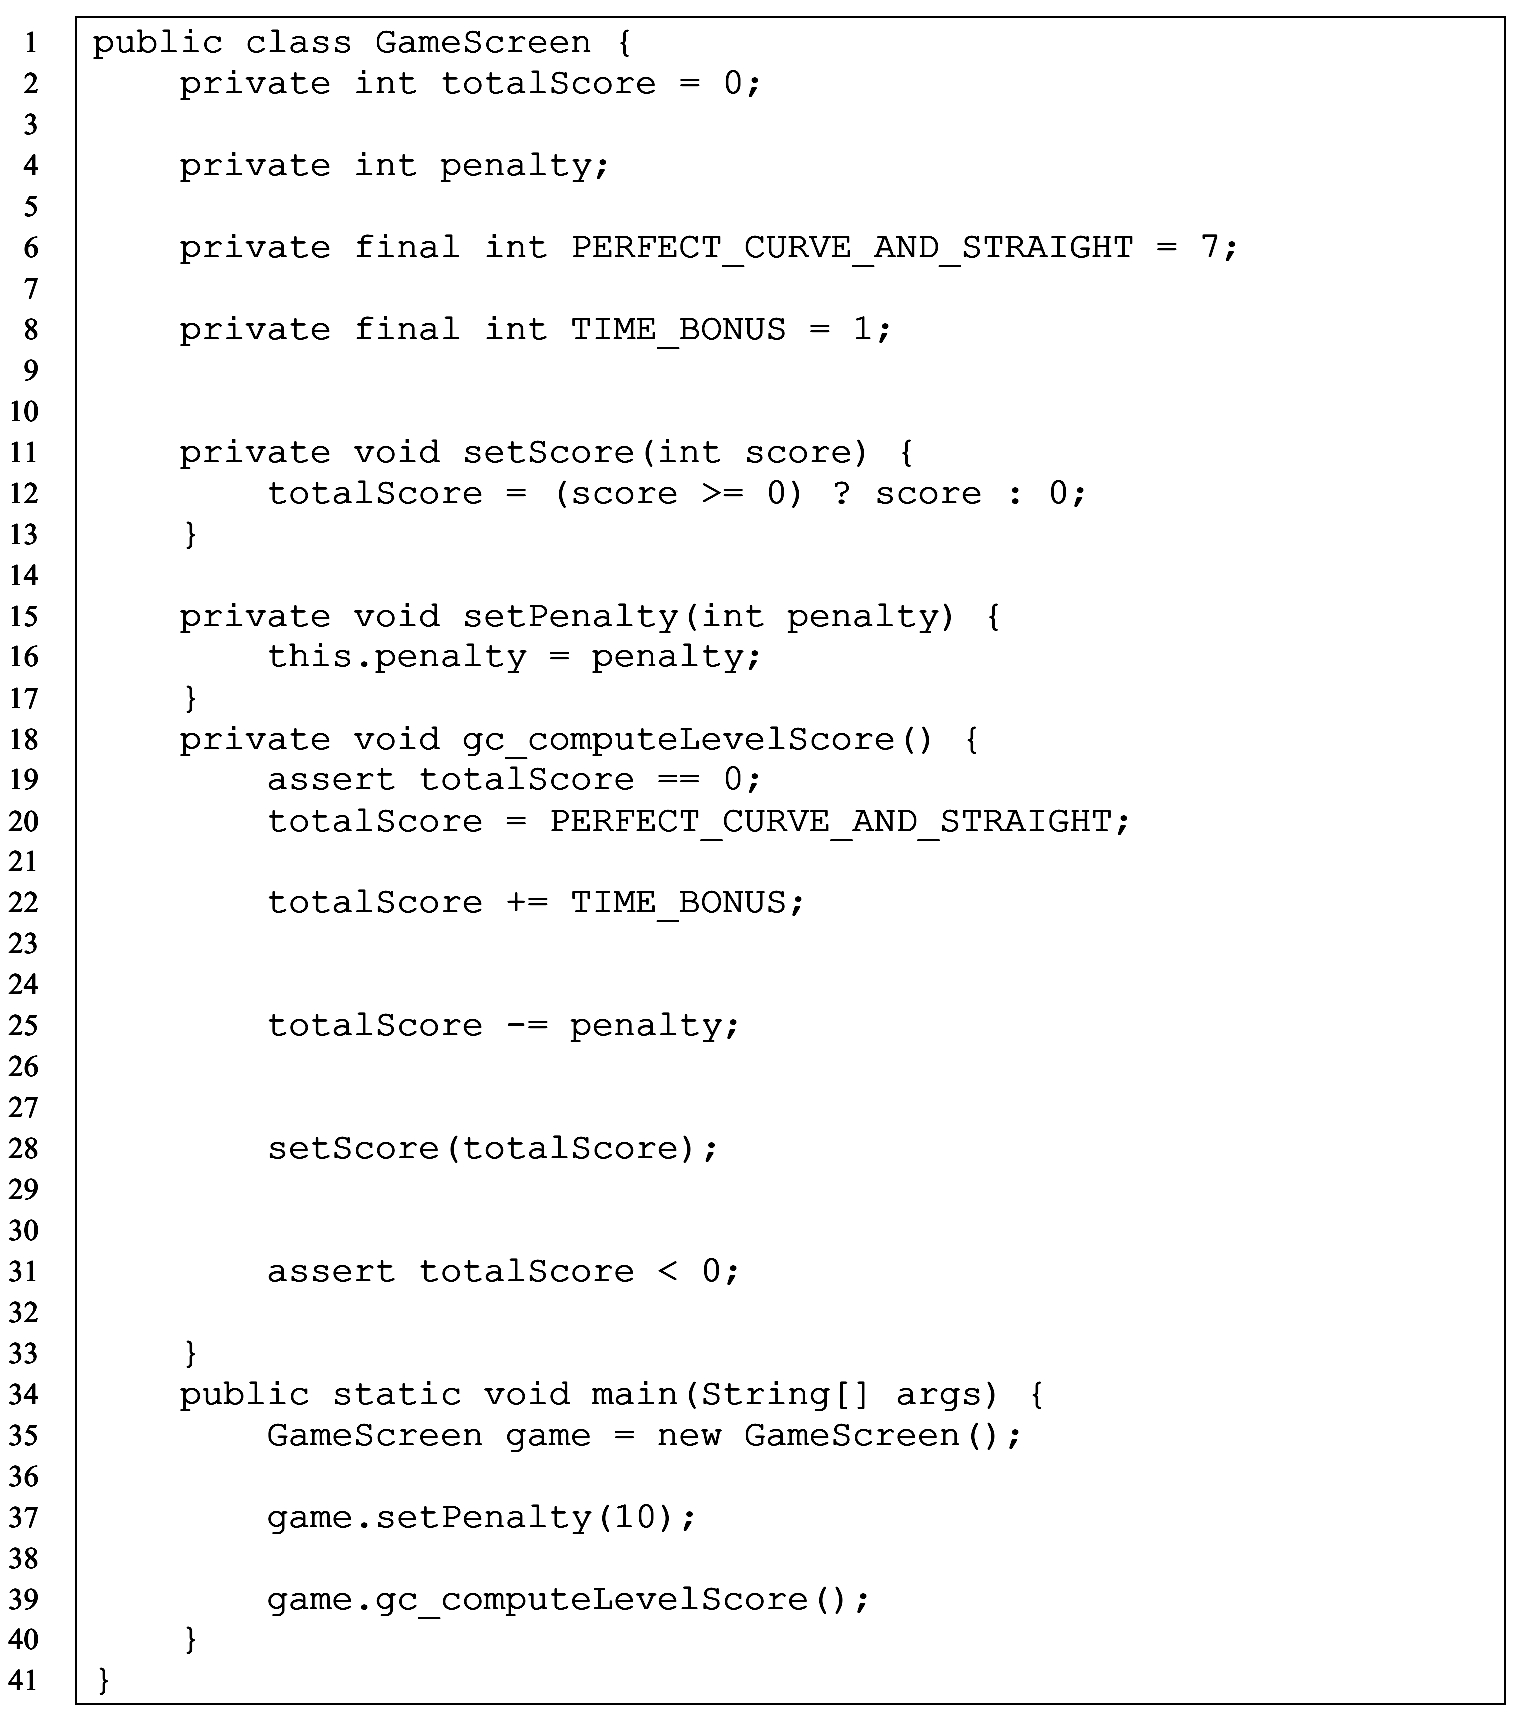 1 public class GameScreen {
2 private int totalScore = 0;
3
4 private int penalty;
5
6 private final int PERFECT_CURVE_AND_STRAIGHT = 7;
7
8 private final int TIME_BONUS = 1;
9
10
11 private void setScore(int score) {
12 totalScore = (score >= 0) ? score : 0;
13 }
14
15 private void setPenalty(int penalty) {
16 this.penalty = penalty;
17 }
18 private void gc_computeLevelScore() {
19 assert totalScore == 0;
20 totalScore = PERFECT_CURVE_AND_STRAIGHT;
21
22 totalScore += TIME_BONUS;
23
24
25 totalScore -= penalty;
26
27
28 setScore(totalScore);
29
30
31 assert totalScore < 0;
32
33 }
34 public static void main(String[] args) {
35 GameScreen game = new GameScreen();
36
37 game.setPenalty(10);
38
39 game.gc_computeLevelScore();
40 }
41 }